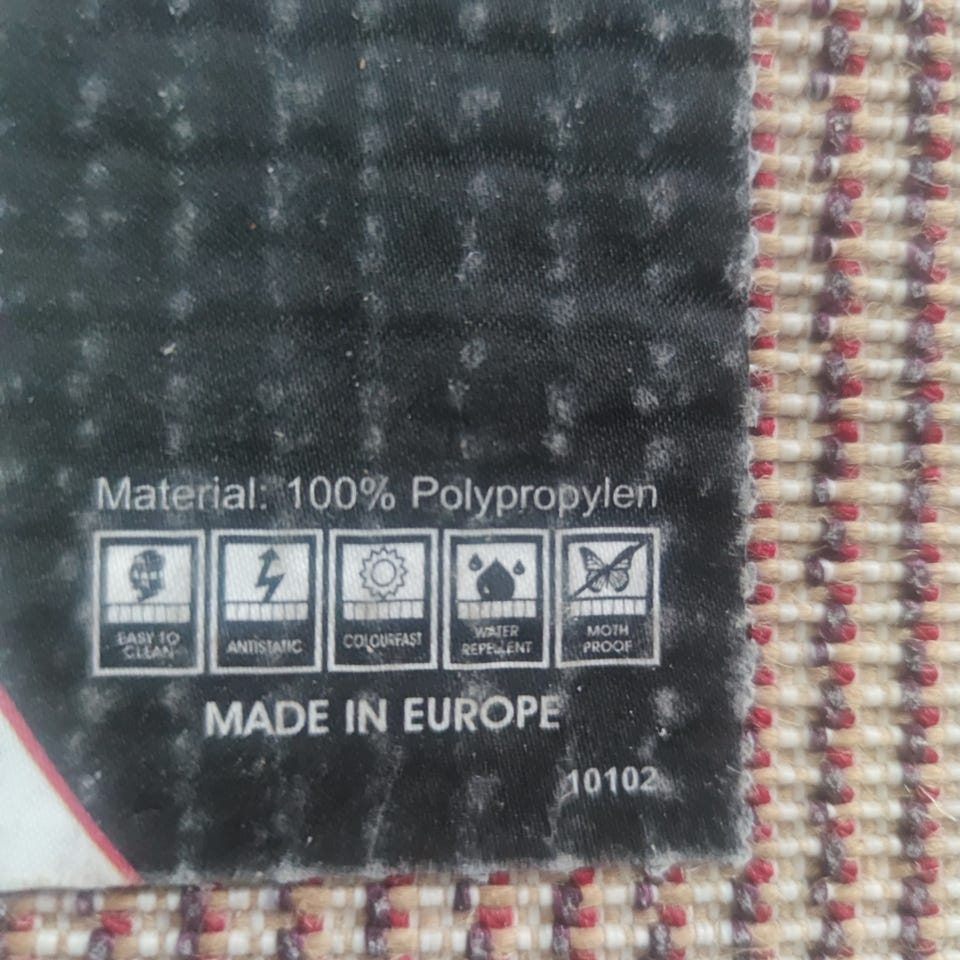 Material: 100% Polypropylen
EASY TO CLEAN
ANTISTATIC
COLOURFAST
WATER REPELLENT
MOTH PROOF
MADE IN EUROPE
10102